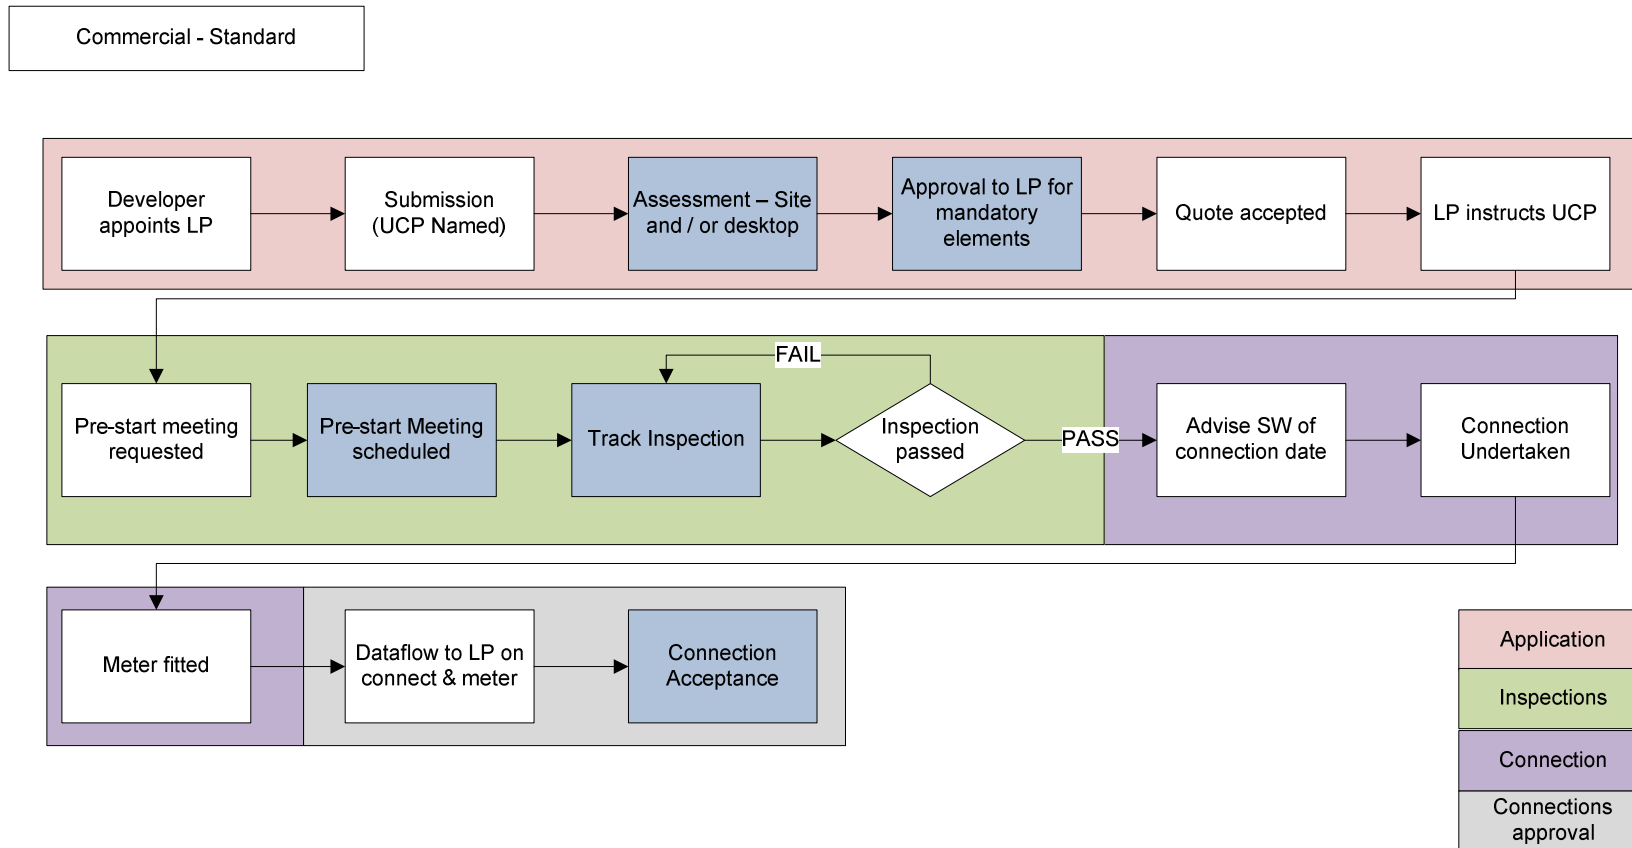 Commercial - Standard
Developer
appoints LP
Submission
(UCP Named)
Assessment – Site
and / or desktop
Approval to LP for
mandatory
elements
Quote accepted
LP instructs UCP
FAIL
Pre-start meeting
requested
Pre-start Meeting
scheduled
Track Inspection
Inspection
passed
PASS
Advise SW of
connection date
Connection
Undertaken
Meter fitted
Dataflow to LP on
connect & meter
Connection
Acceptance
Application
Inspections
Connection
Connections
approval